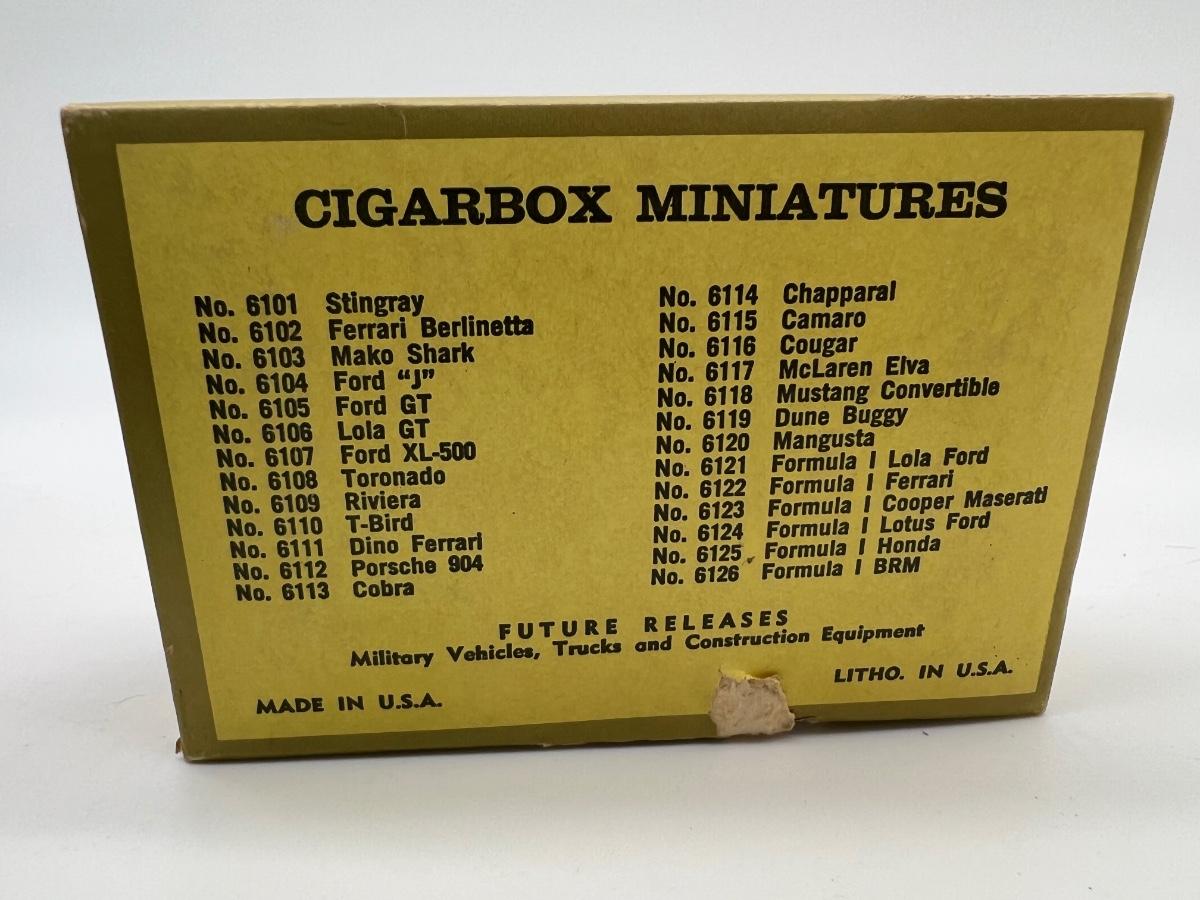 CIGARBOX MINIATURES
No. 6101 Stingray
No. 6102 Ferrari Berlinetta
No. 6103 Mako Shark
No. 6104 Ford “J”
No. 6105 Ford GT
No. 6106 Lola GT
No. 6107 Ford XL-500
No. 6108 Toronado
No. 6109 Riviera
No. 6110 T-Bird
No. 6111 Dino Ferrari
No. 6112 Porsche 904
No. 6113 Cobra
No. 6114 Chapparal
No. 6115 Camaro
No. 6116 Cougar
No. 6117 McLaren Elva
No. 6118 Mustang Convertible
No. 6119 Dune Buggy
No. 6120 Mangusta
No. 6121 Formula I Lola Ford
No. 6122 Formula I Ferrari
No. 6123 Formula I Cooper Maserati
No. 6124 Formula I Lotus Ford
No. 6125 Formula I Honda
No. 6126 Formula I BRM
FUTURE RELEASES
Military Vehicles, Trucks and Construction Equipment
MADE IN U.S.A.
LITHO. IN U.S.A.